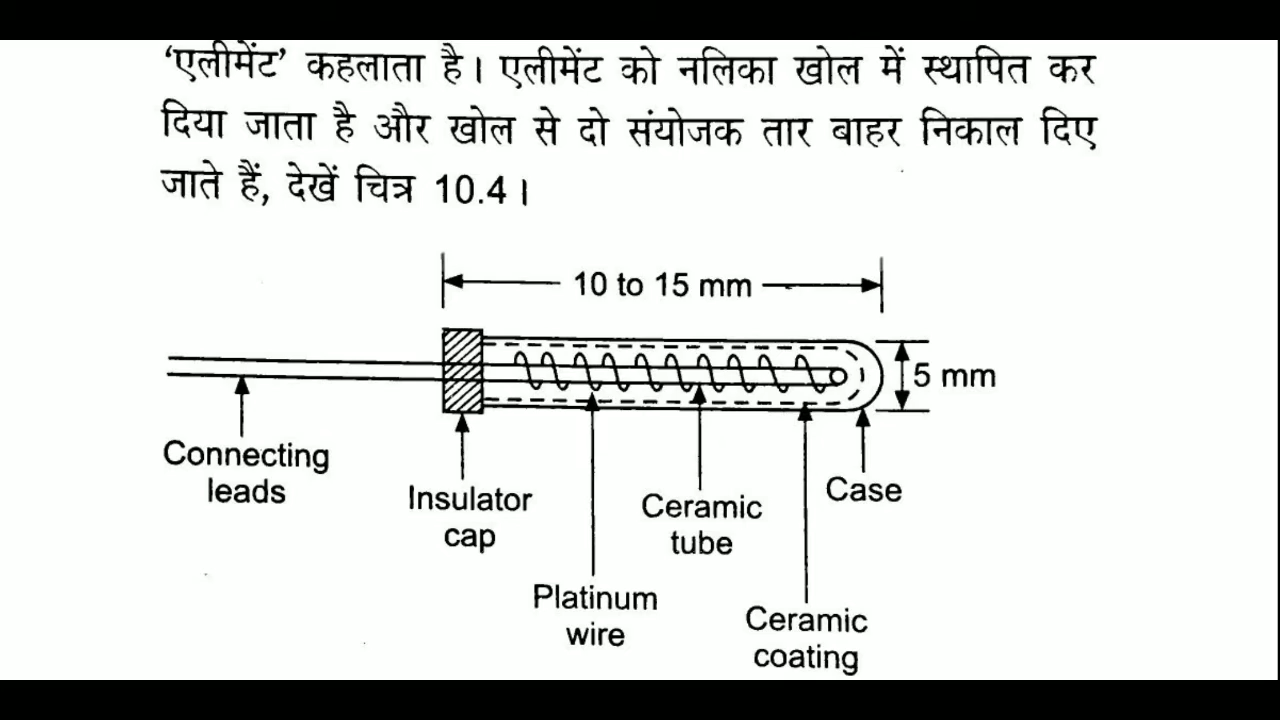 ‘एलीमेंट’ कहलाता है। एलीमेंट को नलिका खोल में स्थापित कर
दिया जाता है और खोल से दो संयोजक तार बाहर निकाल दिए
जाते हैं, देखें चित्र 10.4।
10 to 15 mm
5 mm
Connecting
leads
Insulator
cap
Platinum
wire
Ceramic
tube
Ceramic
coating
Case